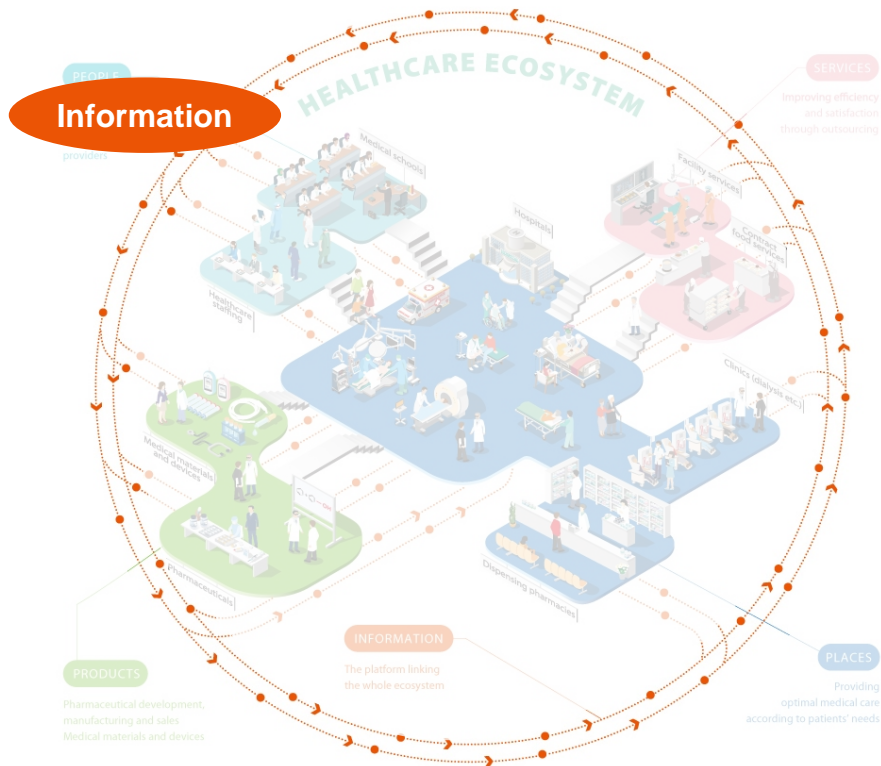 HEALTHCARE ECOSYSTEM
PEOPLE
Information
providers
SERVICES
Improving efficiency
and satisfaction
through outsourcing
Medical schools
Hospitals
Facility services
Contract
food services
Healthcare
staffing
Clinics (dialysis etc.)
Medical materials
and devices
Pharmaceuticals
Dispensing pharmacies
INFORMATION
The platform linking
the whole ecosystem
PRODUCTS
Pharmaceutical development,
manufacturing and sales
Medical materials and devices
PLACES
Providing
optimal medical care
according to patients' needs